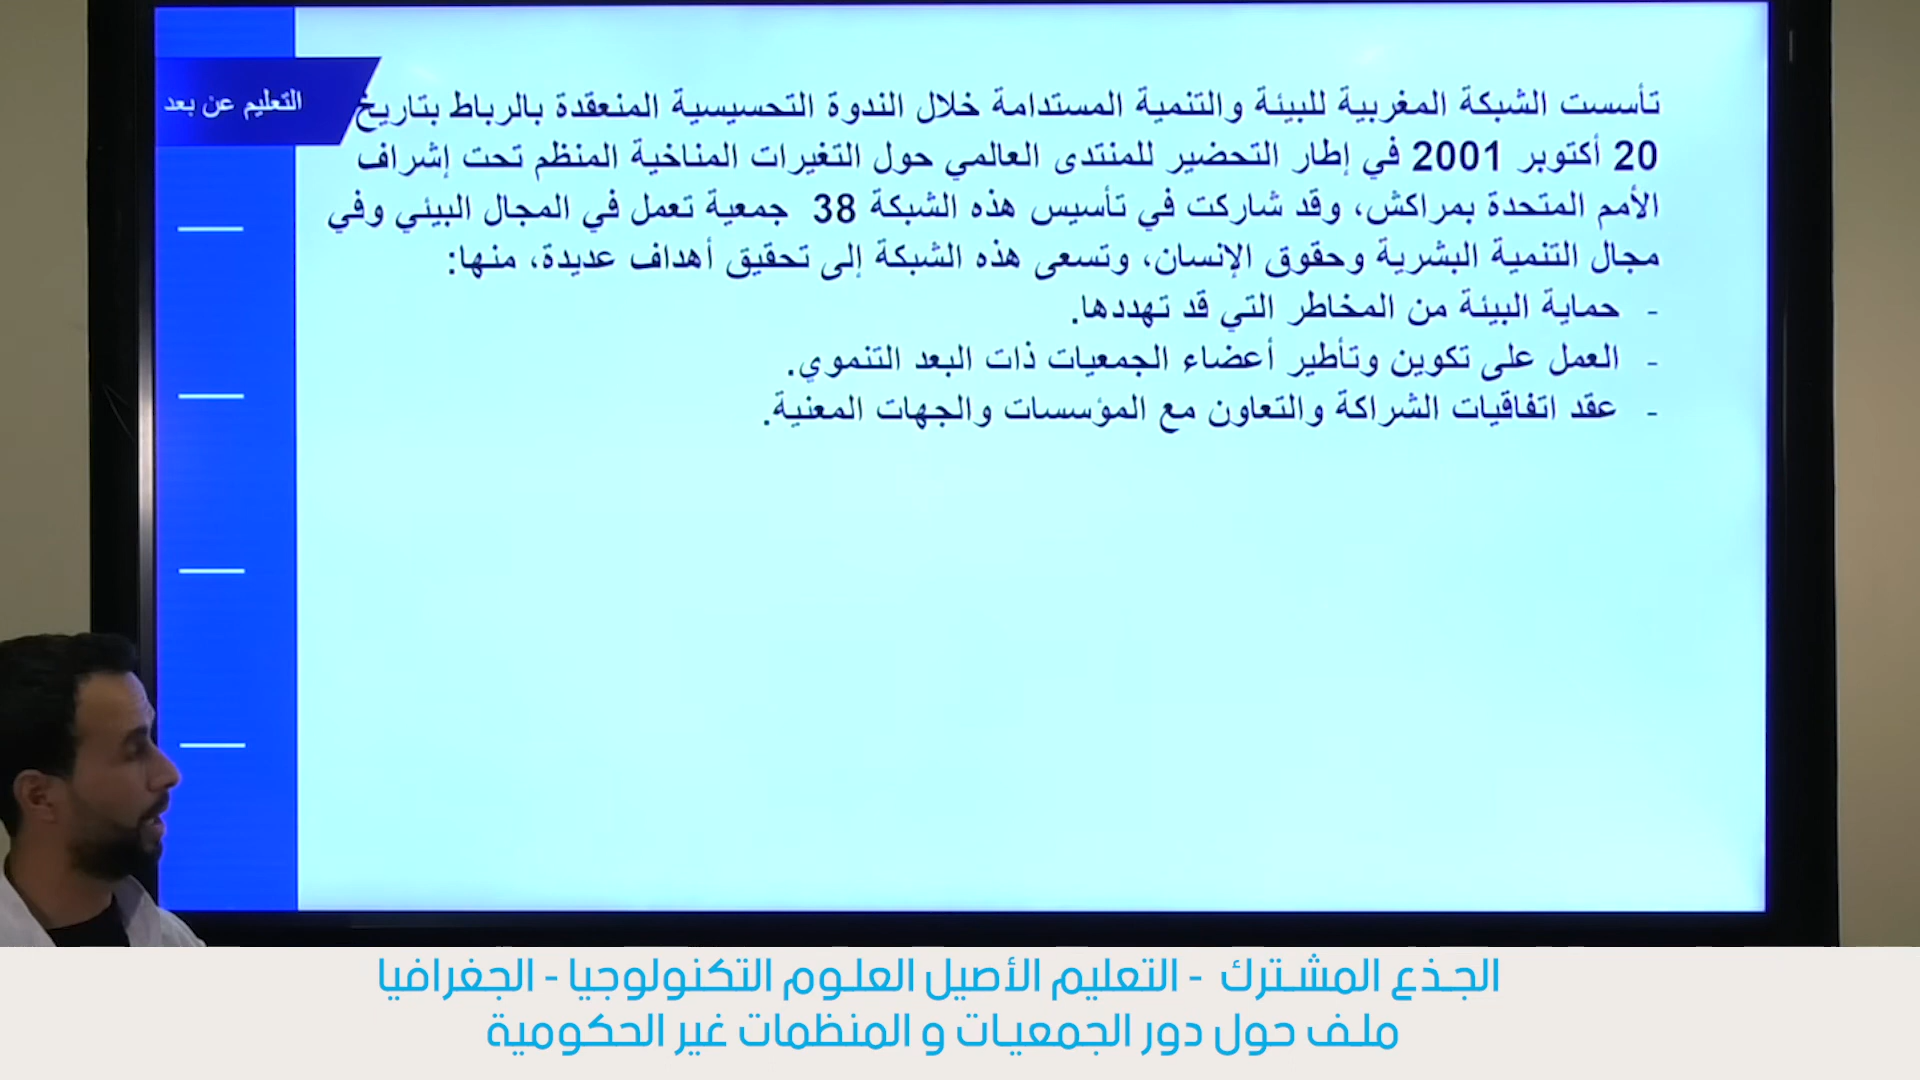 التعليم عن بعد
تأسست الشبكة المغربية للبيئة والتنمية المستدامة خلال الندوة التحسيسية المنعقدة بالرباط بتاريخ
20 أكتوبر 2001 في إطار التحضير للمنتدى العالمي حول التغيرات المناخية المنظم تحت إشراف
الأمم المتحدة بمراكش، وقد شاركت في تأسيس هذه الشبكة 38 جمعية تعمل في المجال البيئي وفي
مجال التنمية البشرية وحقوق الإنسان، وتسعى هذه الشبكة إلى تحقيق أهداف عديدة، منها:
- حماية البيئة من المخاطر التي قد تهددها.
- العمل على تكوين وتأطير أعضاء الجمعيات ذات البعد التنموي.
- عقد اتفاقيات الشراكة والتعاون مع المؤسسات والجهات المعنية.
الجذع المشترك - التعليم الأصيل العلوم التكنولوجيا - الجغرافيا
ملف حول دور الجمعيات و المنظمات غير الحكومية